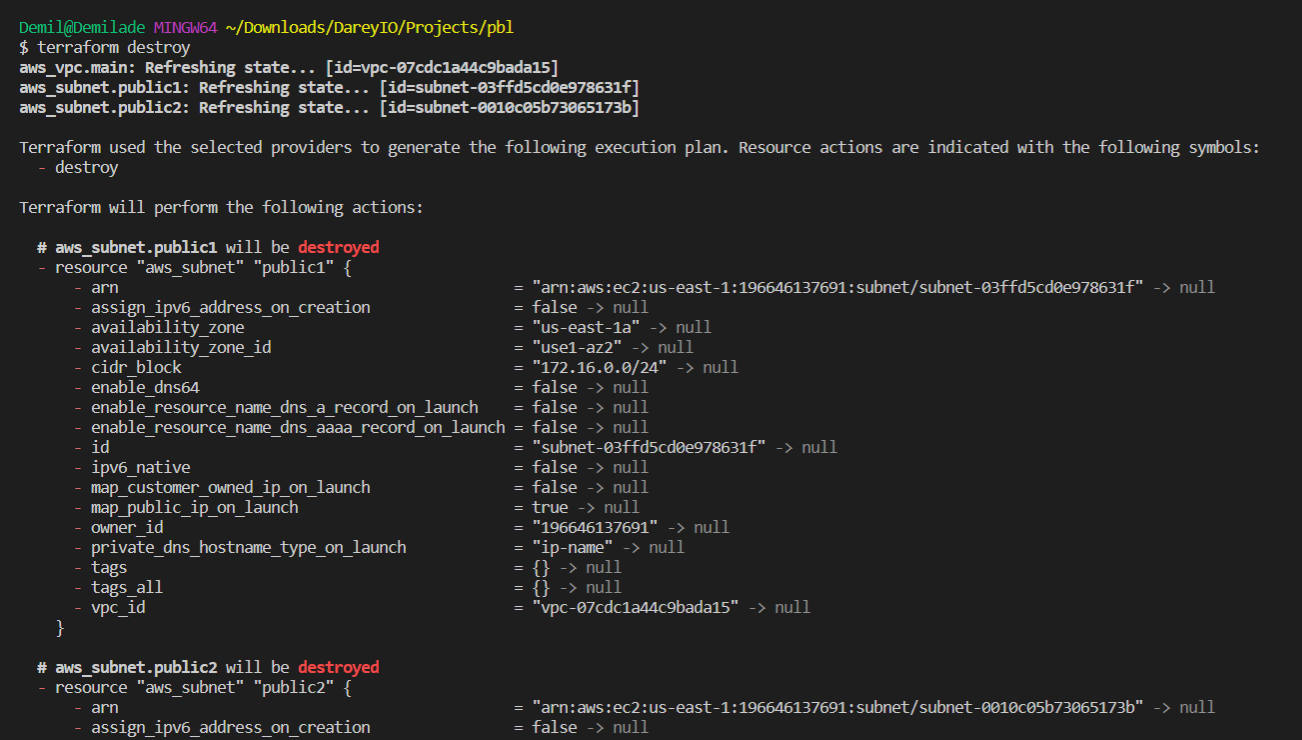 Demil@Demilade MINGW64 ~/Downloads/DareyIO/Projects/pbl
$ terraform destroy
aws_vpc.main: Refreshing state... [id=vpc-07cdc1a44c9bada15]
aws_subnet.public1: Refreshing state... [id=subnet-03ffd5cd0e978631f]
aws_subnet.public2: Refreshing state... [id=subnet-0010c05b73065173b]
Terraform used the selected providers to generate the following execution plan. Resource actions are indicated with the following symbols:
- destroy
Terraform will perform the following actions:
# aws_subnet.public1 will be destroyed
- resource "aws_subnet" "public1" {
- arn = "arn:aws:ec2:us-east-1:196646137691:subnet/subnet-03ffd5cd0e978631f" -> null
- assign_ipv6_address_on_creation = false -> null
- availability_zone = "us-east-1a" -> null
- availability_zone_id = "use1-az2" -> null
- cidr_block = "172.16.0.0/24" -> null
- enable_dns64 = false -> null
- enable_resource_name_dns_a_record_on_launch = false -> null
- enable_resource_name_dns_aaaa_record_on_launch = false -> null
- id = "subnet-03ffd5cd0e978631f" -> null
- ipv6_native = false -> null
- map_customer_owned_ip_on_launch = false -> null
- map_public_ip_on_launch = true -> null
- owner_id = "196646137691" -> null
- private_dns_hostname_type_on_launch = "ip-name" -> null
- tags = {} -> null
- tags_all = {} -> null
- vpc_id = "vpc-07cdc1a44c9bada15" -> null
}
# aws_subnet.public2 will be destroyed
- resource "aws_subnet" "public2" {
- arn = "arn:aws:ec2:us-east-1:196646137691:subnet/subnet-0010c05b73065173b" -> null
- assign_ipv6_address_on_creation = false -> null